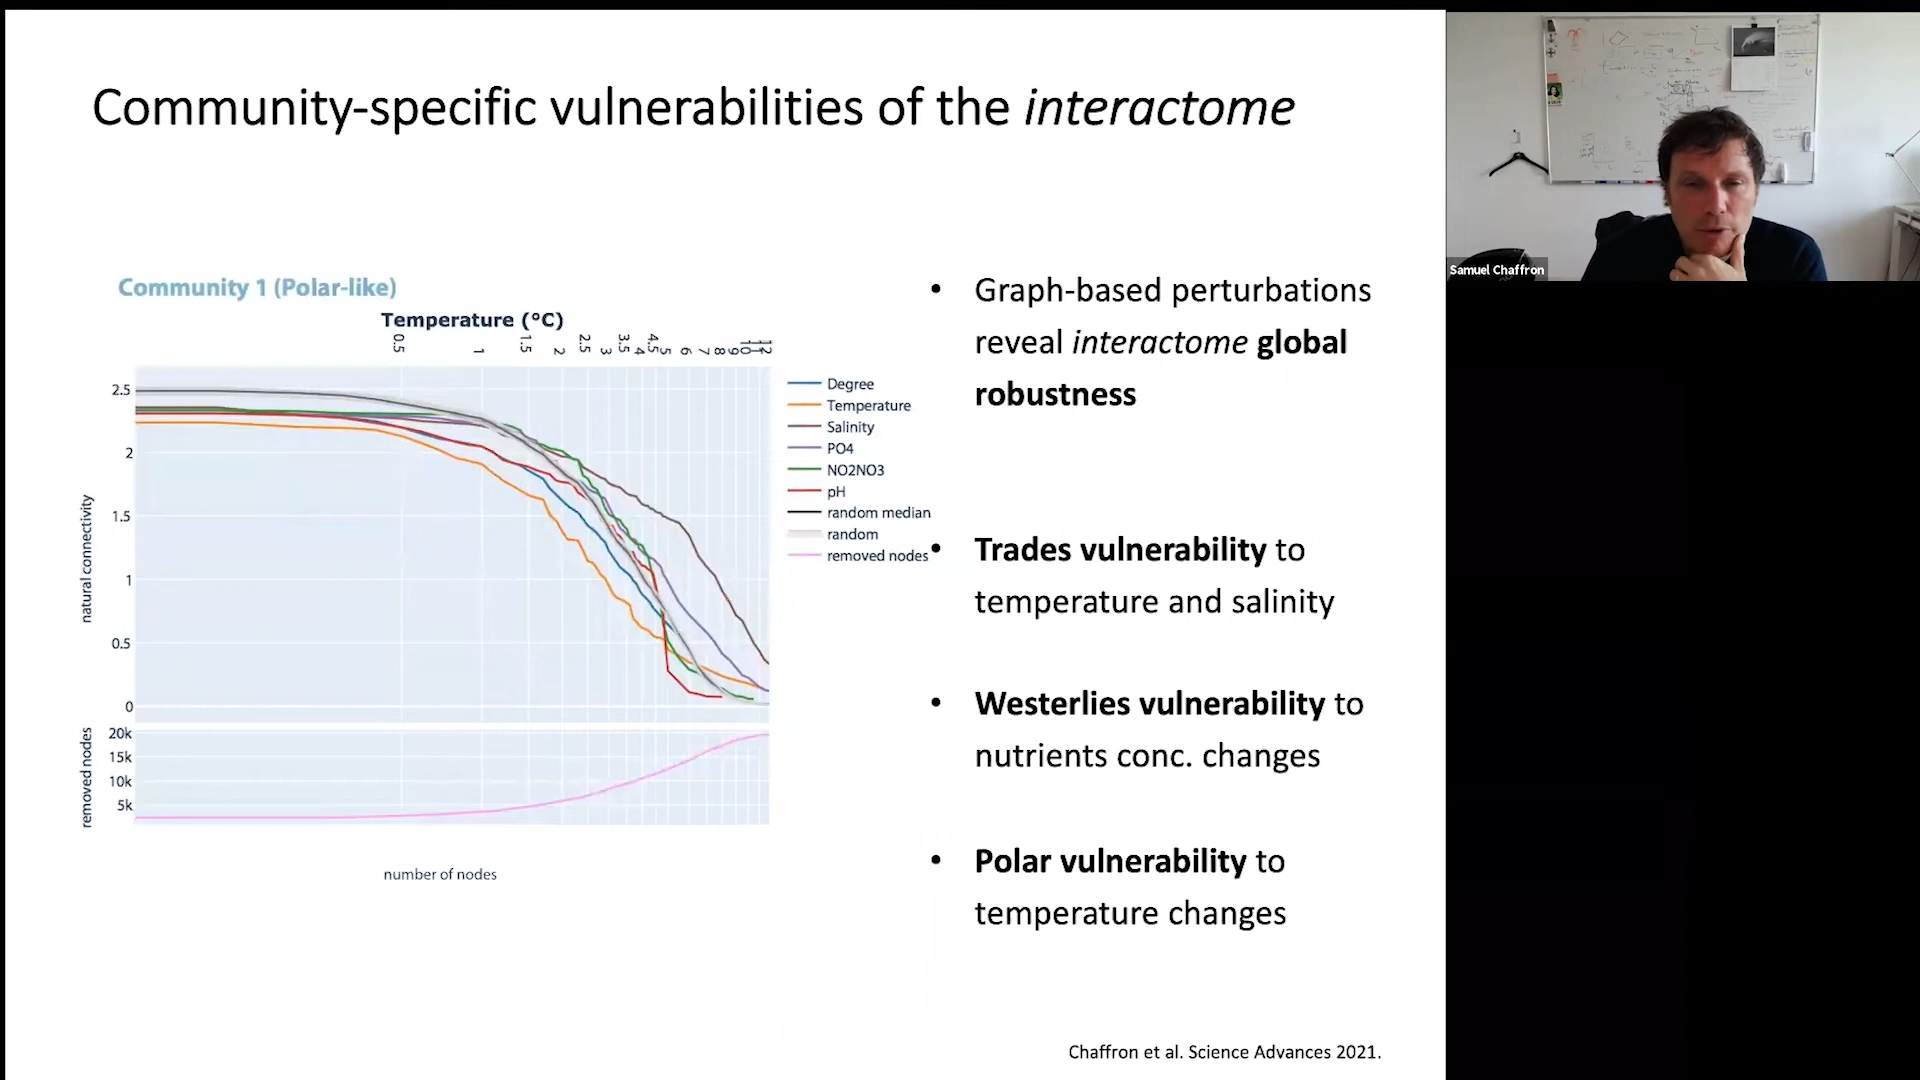 Community-specific vulnerabilities of the interactome
Samuel Chaffron
Community 1 (Polar-like)
Temperature (°C)
0.5 1 1.5 2 2.5 3 3.5 4 4.5 5 6 7 8 9 10 11 12
2.5
2
1.5
1
0.5
0
natural connectivity
Degree
Temperature
Salinity
PO4
NO2NO3
pH
random median
random
removed nodes
20k
15k
10k
5k
removed nodes
number of nodes
• Graph-based perturbations
reveal interactome global
robustness
• Trades vulnerability to
temperature and salinity
• Westerlies vulnerability to
nutrients conc. changes
• Polar vulnerability to
temperature changes
Chaffron et al. Science Advances 2021.